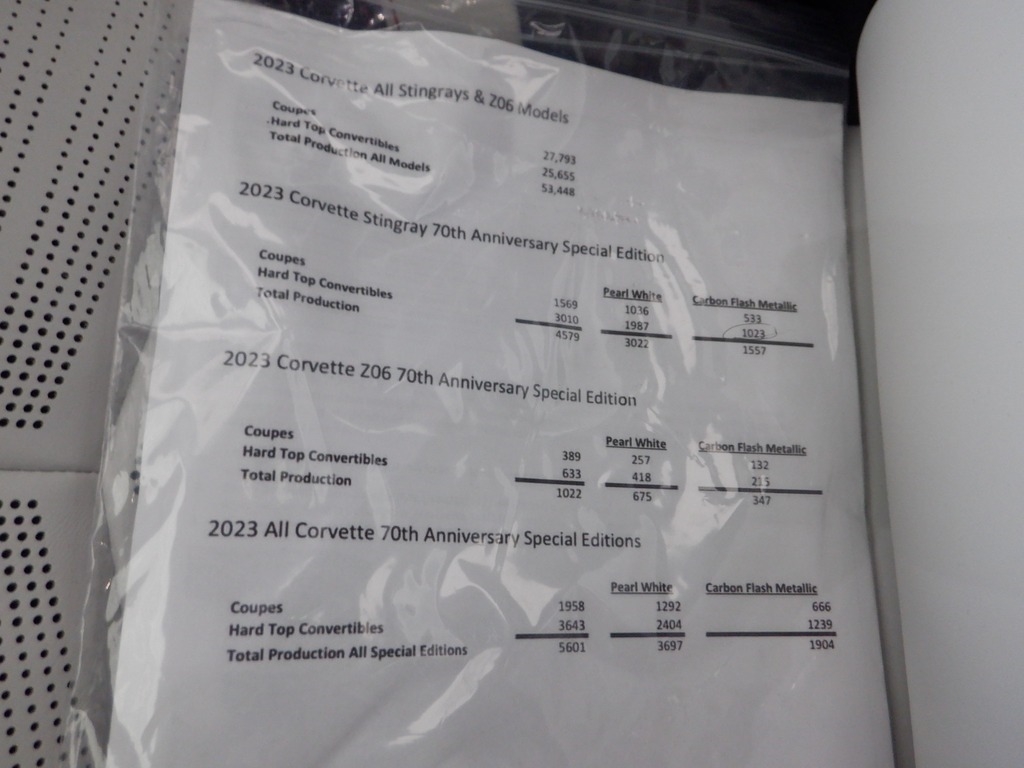 2023 Corvette All Stingrays & Z06 Models
Coupes 27,793
Hard Top Convertibles 25,655
Total Production All Models 53,448
2023 Corvette Stingray 70th Anniversary Special Edition
Pearl White Carbon Flash Metallic
Coupes 1569 1036 533
Hard Top Convertibles 3010 1987 1023
Total Production 4579 3022 1557
2023 Corvette Z06 70th Anniversary Special Edition
Pearl White Carbon Flash Metallic
Coupes 389 257 132
Hard Top Convertibles 633 418 215
Total Production 1022 675 347
2023 All Corvette 70th Anniversary Special Editions
Pearl White Carbon Flash Metallic
Coupes 1958 1292 666
Hard Top Convertibles 3643 2404 1239
Total Production All Special Editions 5601 3697 1904